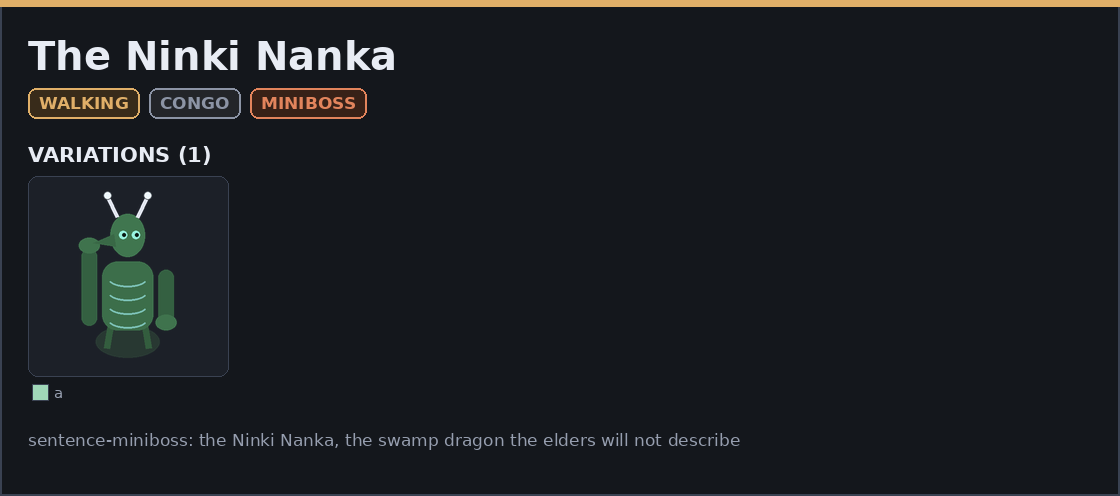 The Ninki Nanka
WALKING CONGO MINIBOSS
VARIATIONS (1)
a
sentence-miniboss: the Ninki Nanka, the swamp dragon the elders will not describe